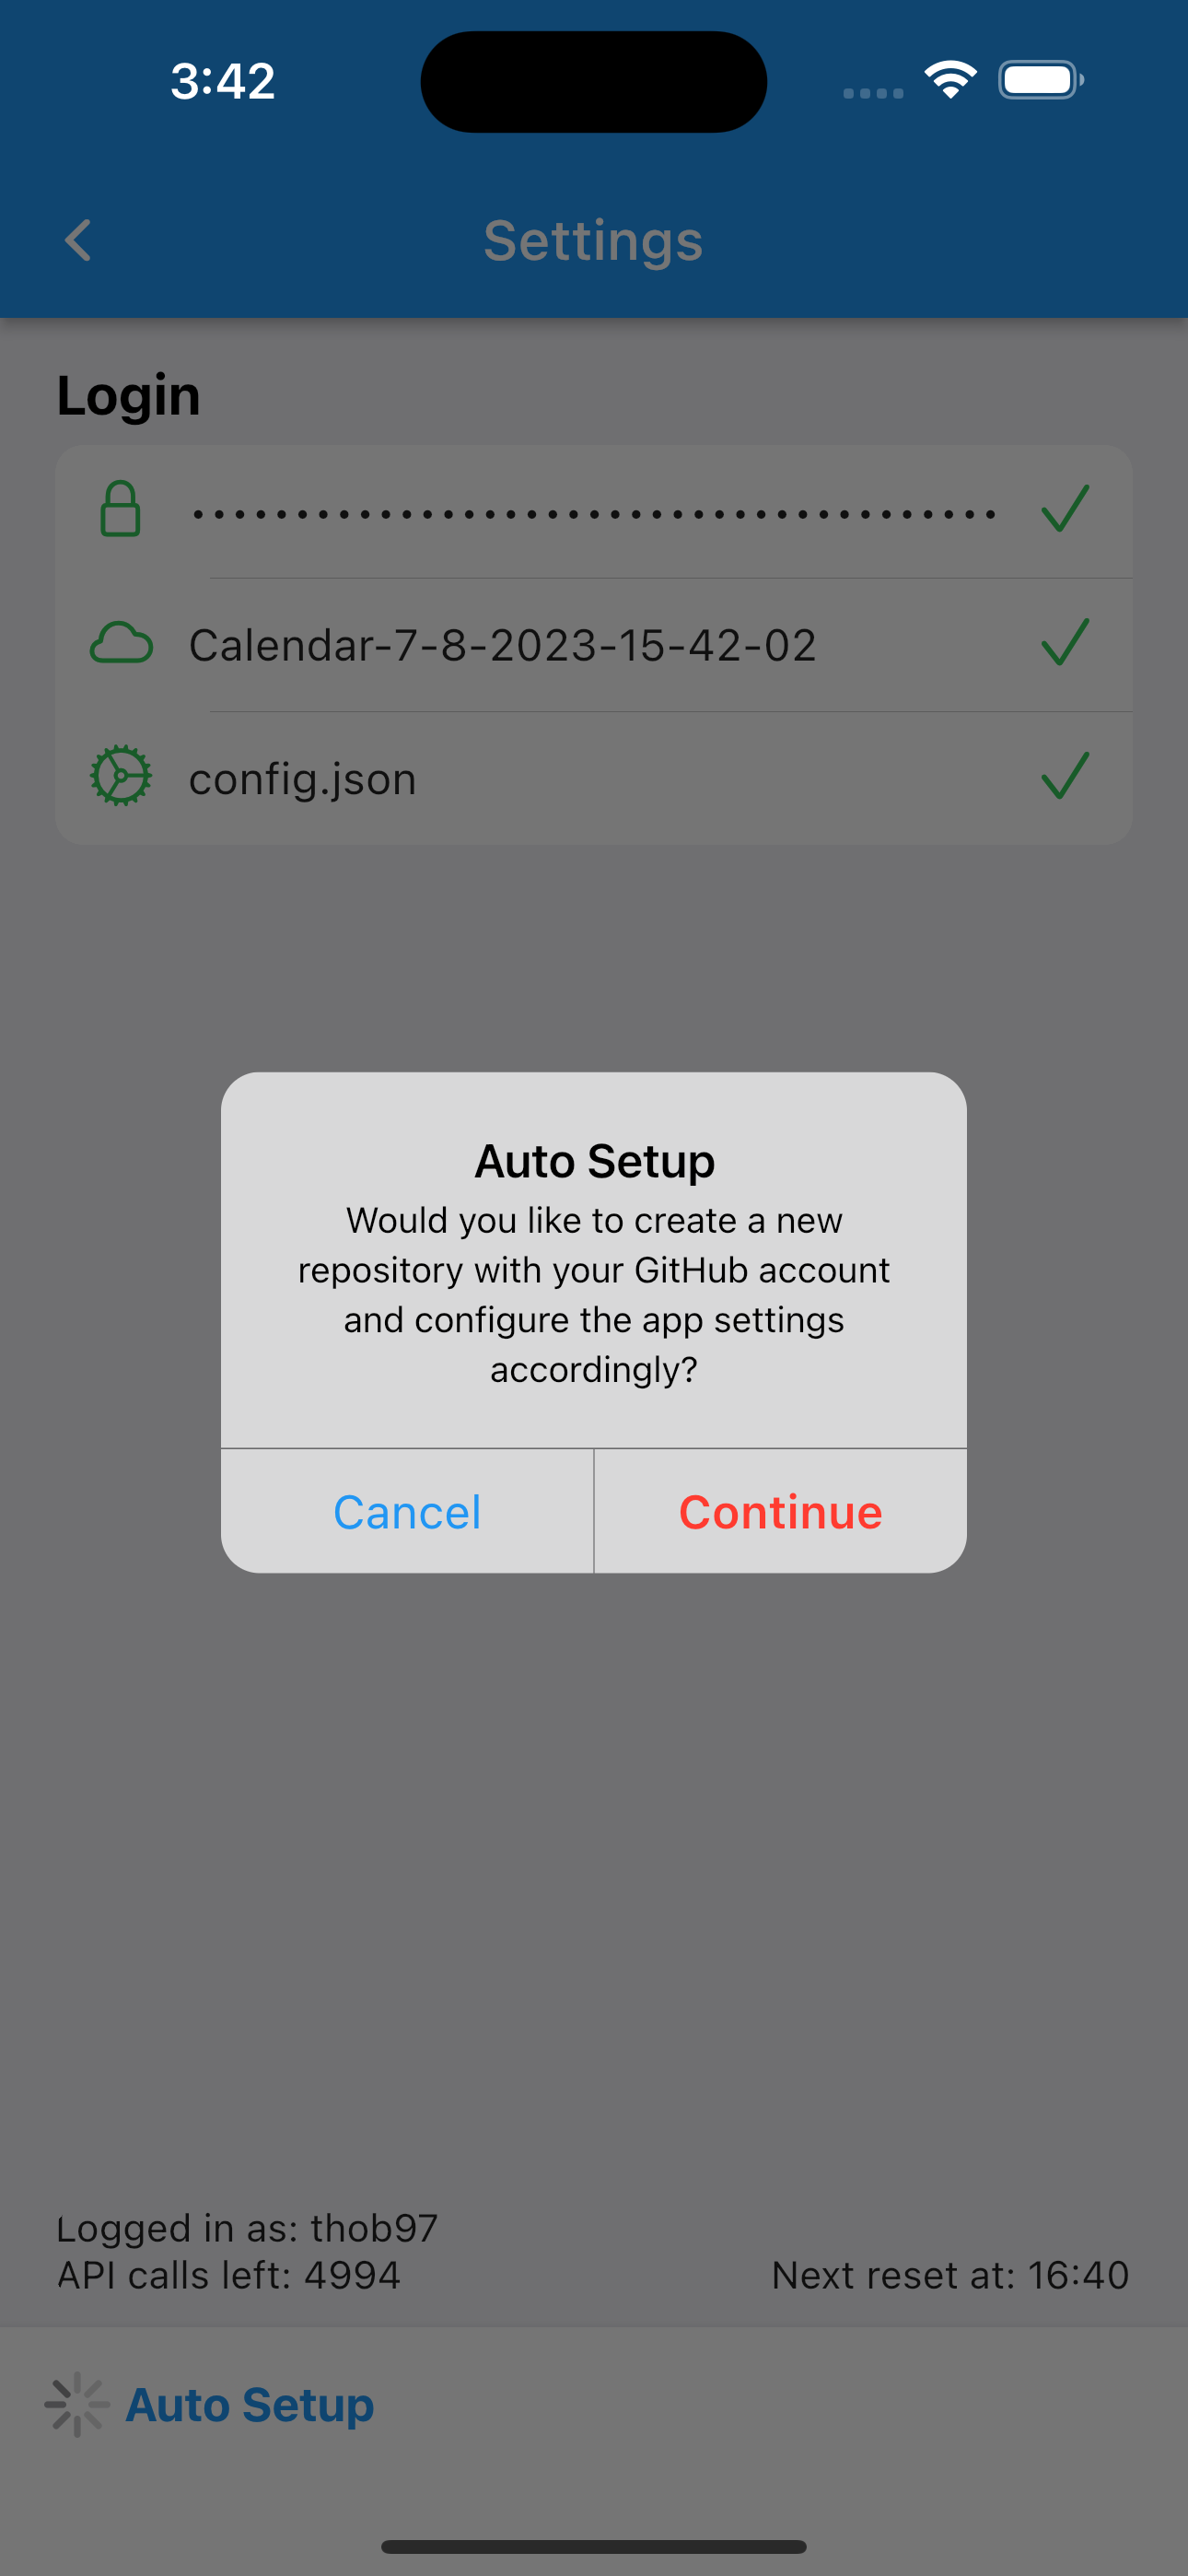 3:42
Settings
Login
••••••••••••••••••••••••••••••••••••••••
Calendar-7-8-2023-15-42-02
config.json
Auto Setup
Would you like to create a new
repository with your GitHub account
and configure the app settings
accordingly?
Cancel Continue
Logged in as: thob97
API calls left: 4994 Next reset at: 16:40
Auto Setup